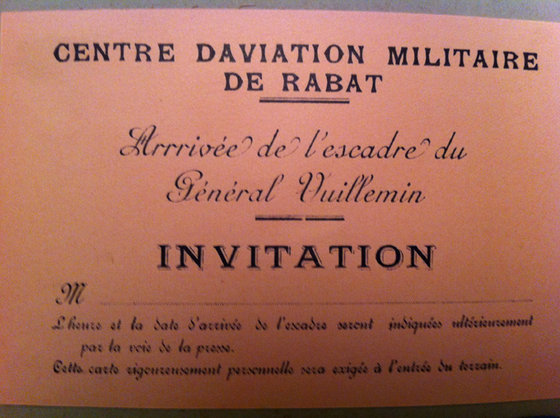 CENTRE DAVIATION MILITAIRE
DE RABAT
Arrrivée de l'escadre du
Général Vuillemin
INVITATION
M
L'heure et la date d'arrivée de l'escadre seront indiquées ultérieurement
par la voie de la presse.
Cette carte rigoureusement personnelle sera exigée à l'entrée du terrain.